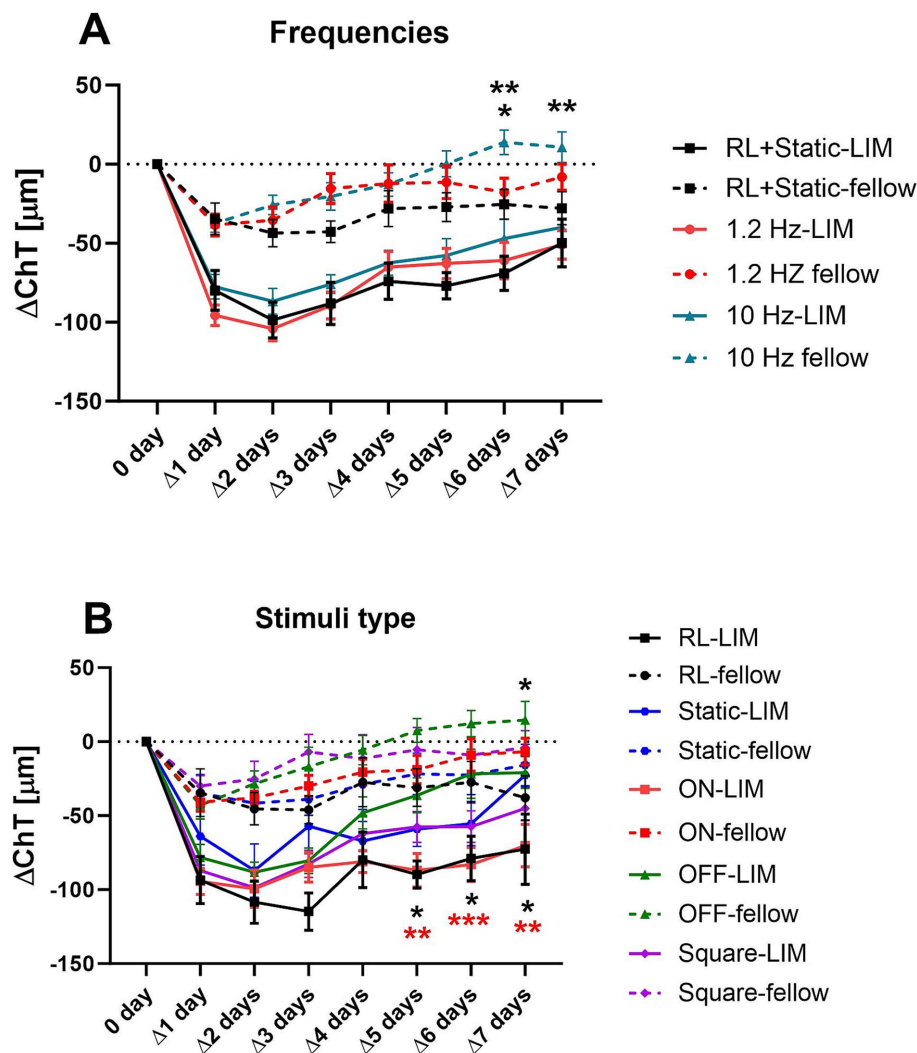 A
Frequencies
ΔChT [μm]
50
0
-50
-100
-150
0 day
Δ1 day
Δ2 days
Δ3 days
Δ4 days
Δ5 days
Δ6 days
Δ7 days
**
*
**
RL+Static-LIM
RL+Static-fellow
1.2 Hz-LIM
1.2 HZ fellow
10 Hz-LIM
10 Hz fellow
B
Stimuli type
ΔChT [μm]
50
0
-50
-100
-150
0 day
Δ1 day
Δ2 days
Δ3 days
Δ4 days
Δ5 days
Δ6 days
Δ7 days
*
* * *
** *** **
RL-LIM
RL-fellow
Static-LIM
Static-fellow
ON-LIM
ON-fellow
OFF-LIM
OFF-fellow
Square-LIM
Square-fellow